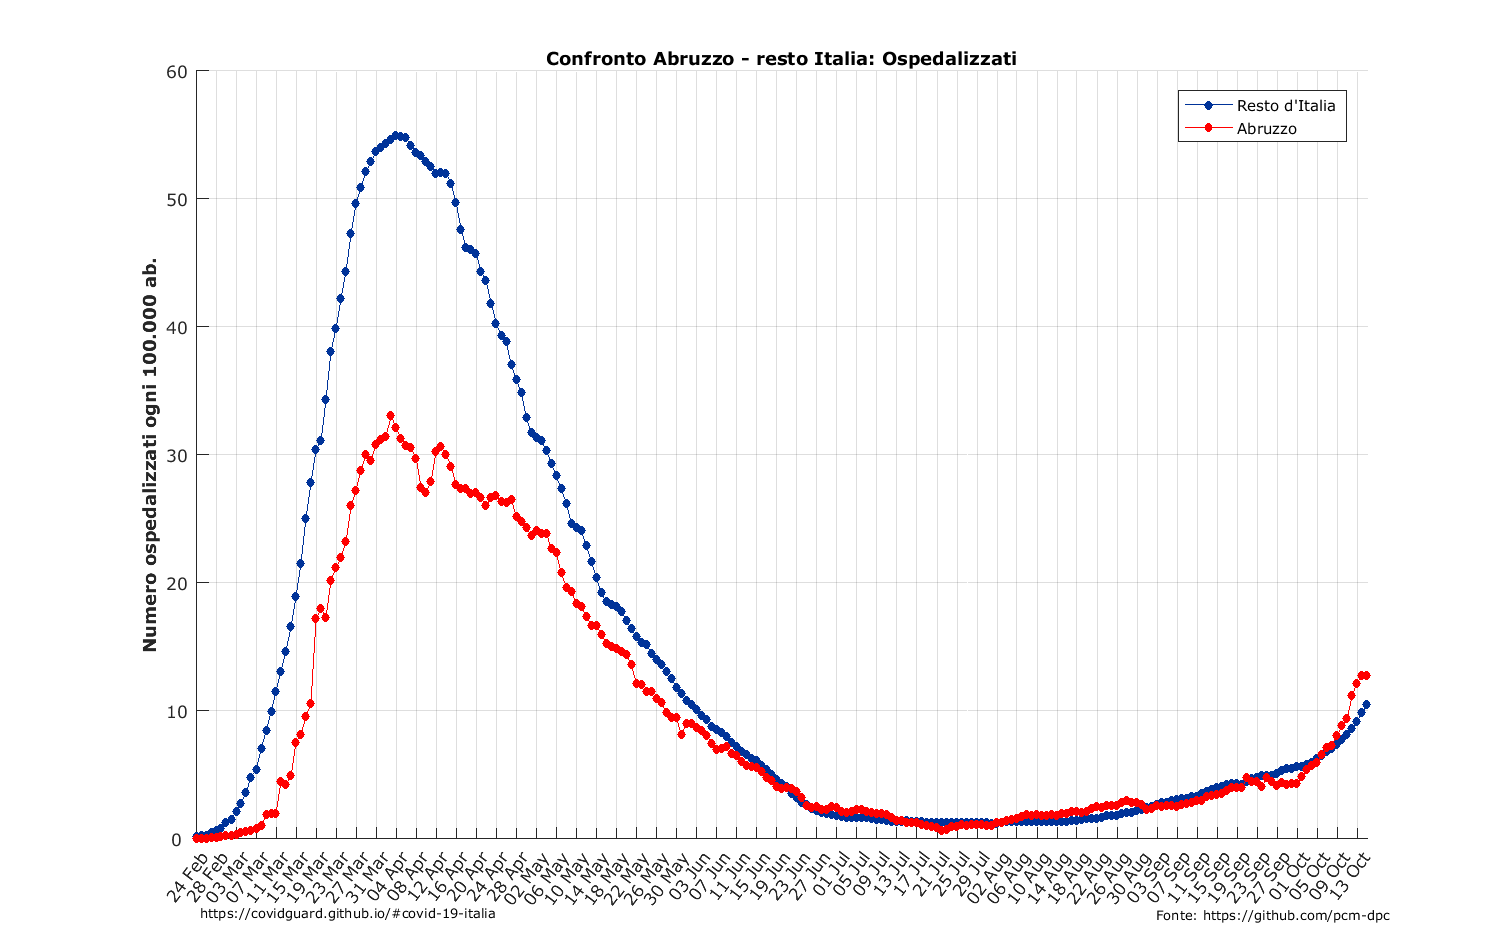 Confronto Abruzzo - resto Italia: Ospedalizzati
Numero ospedalizzati ogni 100.000 ab.
60
50
40
30
20
10
0
Resto d'Italia
Abruzzo
24 Feb
28 Feb
03 Mar
07 Mar
11 Mar
15 Mar
19 Mar
23 Mar
27 Mar
31 Mar
04 Apr
08 Apr
12 Apr
16 Apr
20 Apr
24 Apr
28 Apr
02 May
06 May
10 May
14 May
18 May
22 May
26 May
30 May
03 Jun
07 Jun
11 Jun
15 Jun
19 Jun
23 Jun
27 Jun
01 Jul
05 Jul
09 Jul
13 Jul
17 Jul
21 Jul
25 Jul
29 Jul
02 Aug
06 Aug
10 Aug
14 Aug
18 Aug
22 Aug
26 Aug
30 Aug
03 Sep
07 Sep
11 Sep
15 Sep
19 Sep
23 Sep
27 Sep
01 Oct
05 Oct
09 Oct
13 Oct
https://covidguard.github.io/#covid-19-italia
Fonte: https://github.com/pcm-dpc